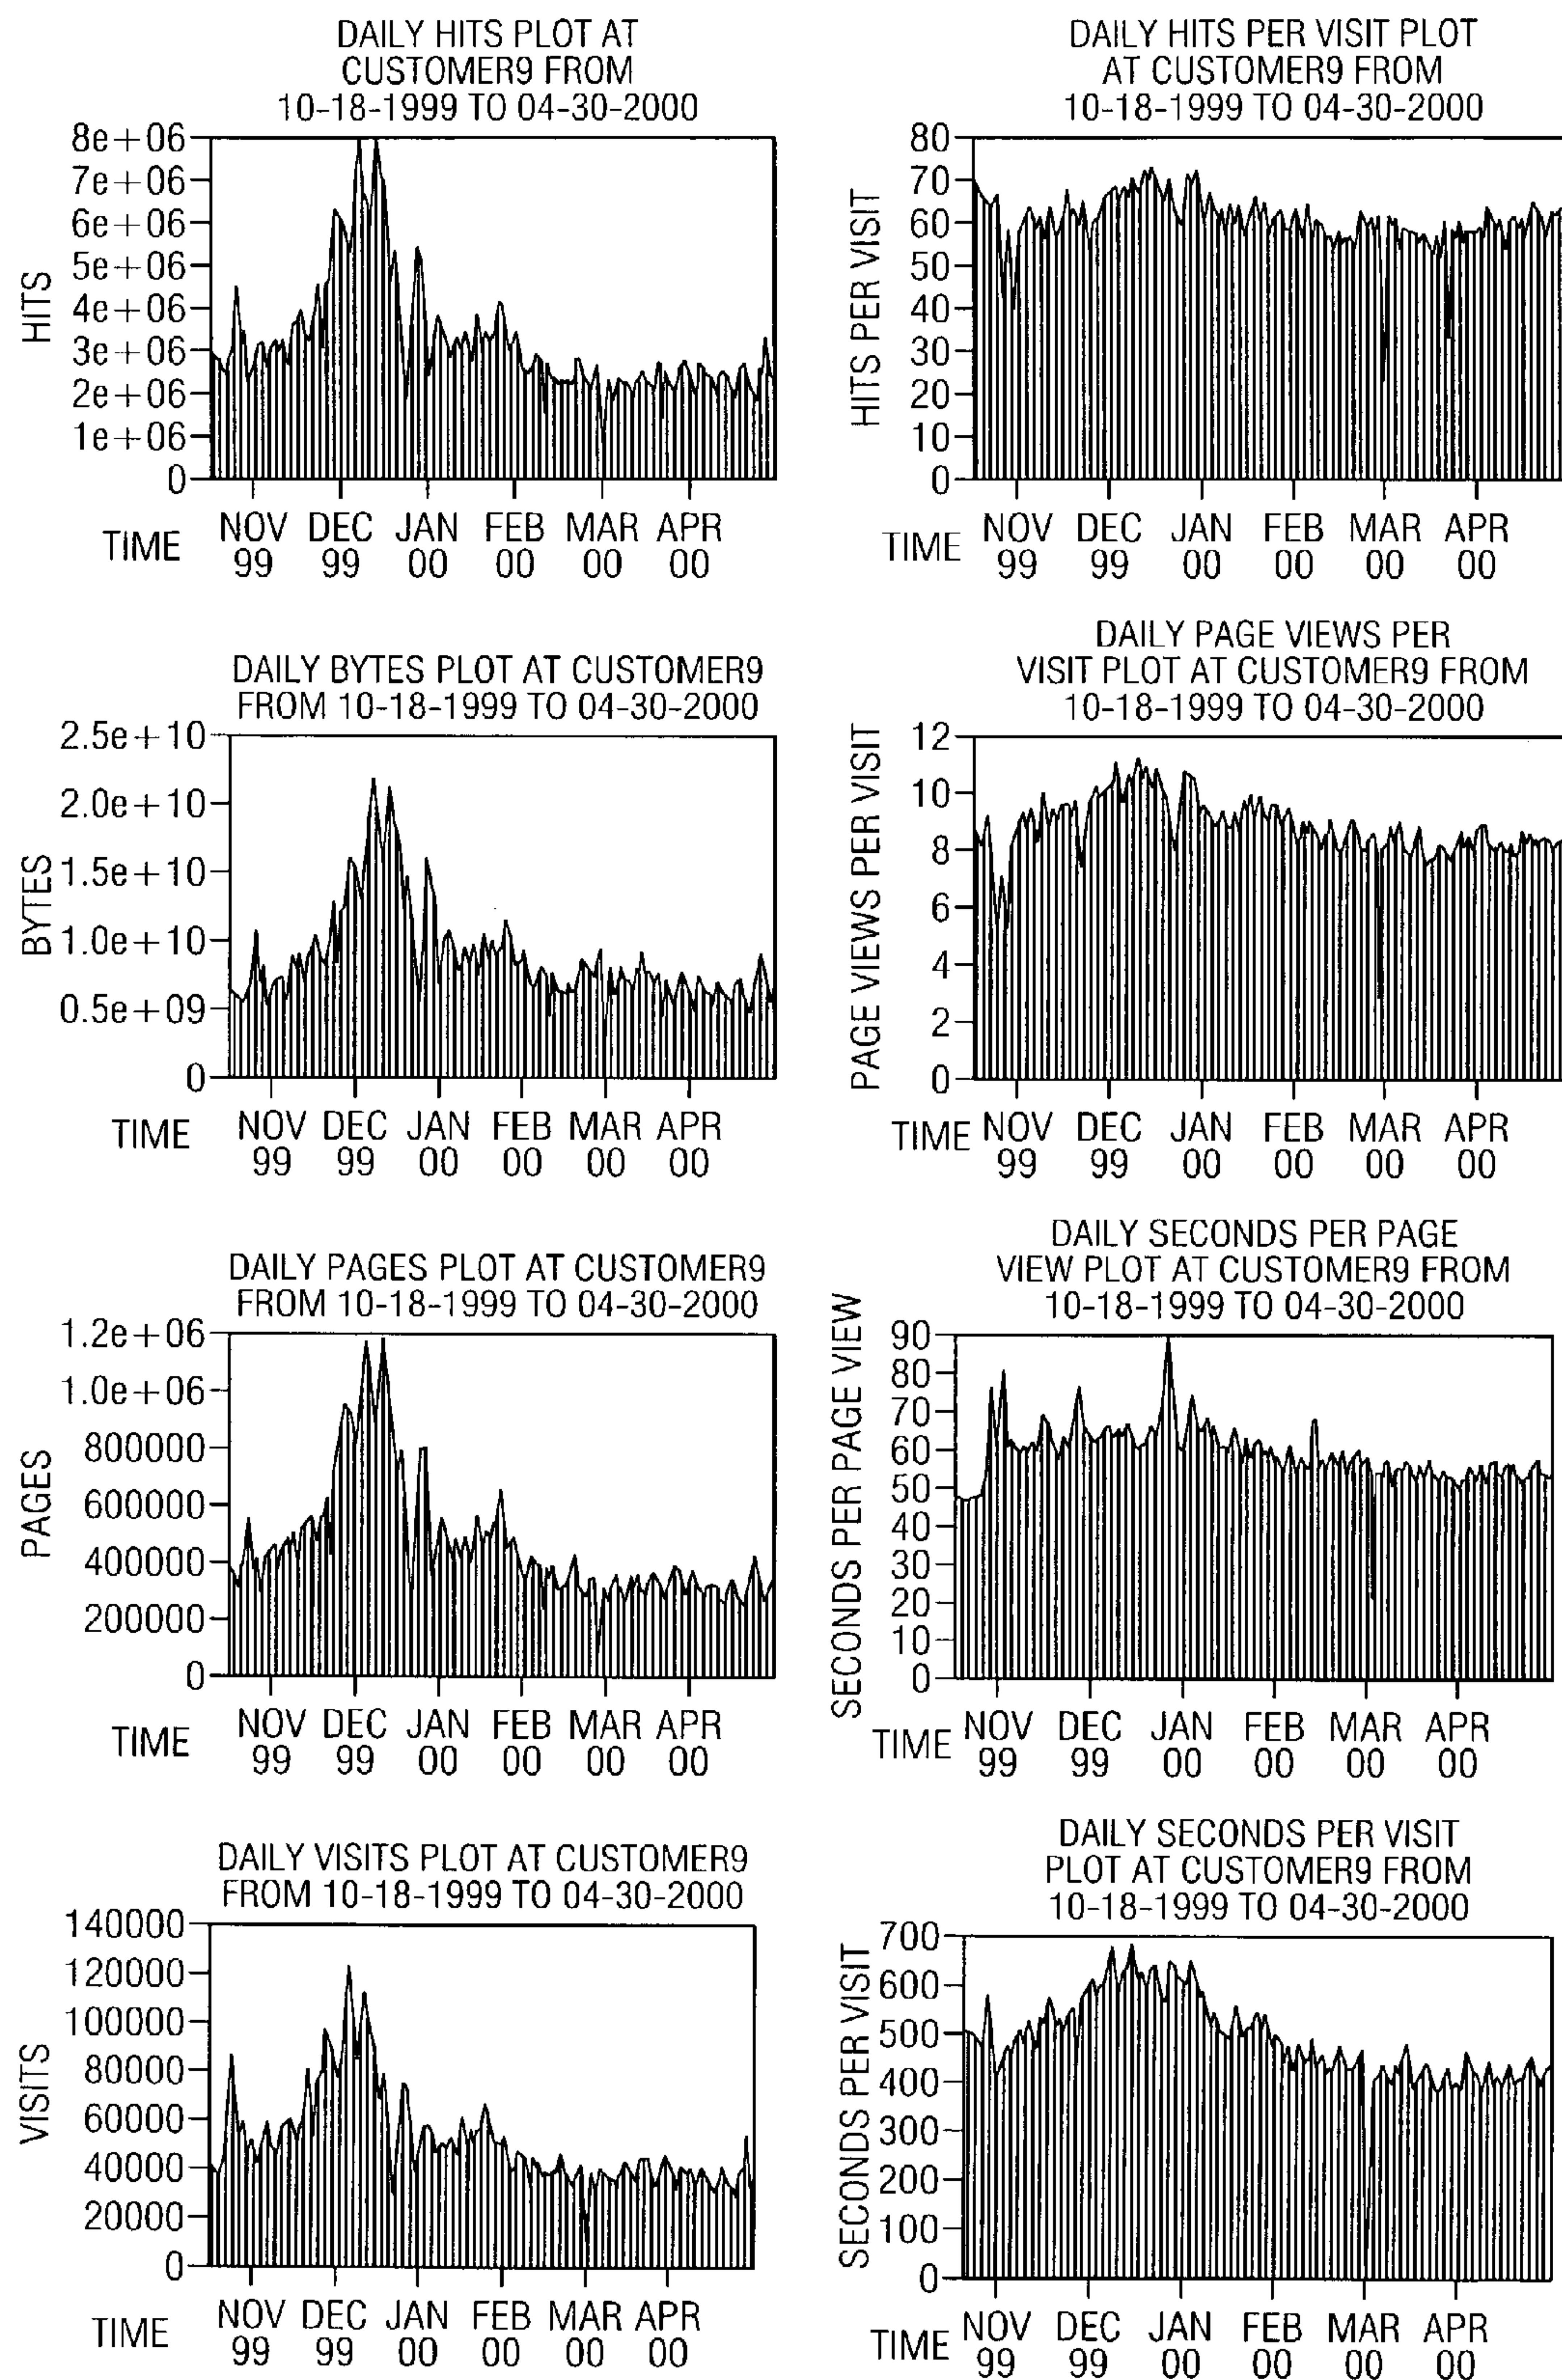 DAILY HITS PLOT AT
CUSTOMER9 FROM
10-18-1999 TO 04-30-2000
8e+06
7e+06
6e+06
5e+06
4e+06
3e+06
2e+06
1e+06
0
HITS
TIME
NOV DEC JAN FEB MAR APR
99 99 00 00 00 00
DAILY HITS PER VISIT PLOT
AT CUSTOMER9 FROM
10-18-1999 TO 04-30-2000
80
70
60
50
40
30
20
10
0
HITS PER VISIT
TIME
NOV DEC JAN FEB MAR APR
99 99 00 00 00 00
DAILY BYTES PLOT AT CUSTOMER9
FROM 10-18-1999 TO 04-30-2000
2.5e+10
2.0e+10
1.5e+10
1.0e+10
0.5e+09
0
BYTES
TIME
NOV DEC JAN FEB MAR APR
99 99 00 00 00 00
DAILY PAGE VIEWS PER
VISIT PLOT AT CUSTOMER9 FROM
10-18-1999 TO 04-30-2000
12
10
8
6
4
2
0
PAGE VIEWS PER VISIT
TIME
NOV DEC JAN FEB MAR APR
99 99 00 00 00 00
DAILY PAGES PLOT AT CUSTOMER9
FROM 10-18-1999 TO 04-30-2000
1.2e+06
1.0e+06
800000
600000
400000
200000
0
PAGES
TIME
NOV DEC JAN FEB MAR APR
99 99 00 00 00 00
DAILY SECONDS PER PAGE
VIEW PLOT AT CUSTOMER9 FROM
10-18-1999 TO 04-30-2000
90
80
70
60
50
40
30
20
10
0
SECONDS PER PAGE VIEW
TIME
NOV DEC JAN FEB MAR APR
99 99 00 00 00 00
DAILY VISITS PLOT AT CUSTOMER9
FROM 10-18-1999 TO 04-30-2000
140000
120000
100000
80000
60000
40000
20000
0
VISITS
TIME
NOV DEC JAN FEB MAR APR
99 99 00 00 00 00
DAILY SECONDS PER VISIT
PLOT AT CUSTOMER9 FROM
10-18-1999 TO 04-30-2000
700
600
500
400
300
200
100
0
SECONDS PER VISIT
TIME
NOV DEC JAN FEB MAR APR
99 99 00 00 00 00